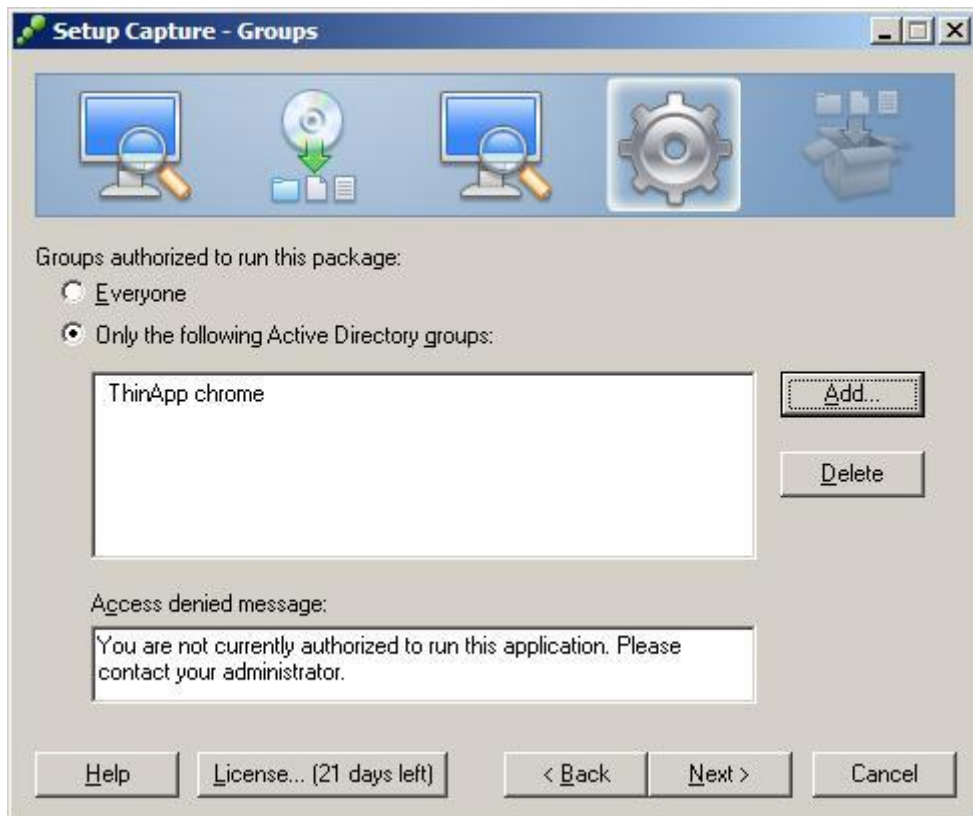 Setup Capture - Groups
Groups authorized to run this package:
Everyone
Only the following Active Directory groups:
ThinApp chrome
Add...
Delete
Access denied message:
You are not currently authorized to run this application. Please
contact your administrator.
Help
License... (21 days left)
< Back
Next >
Cancel